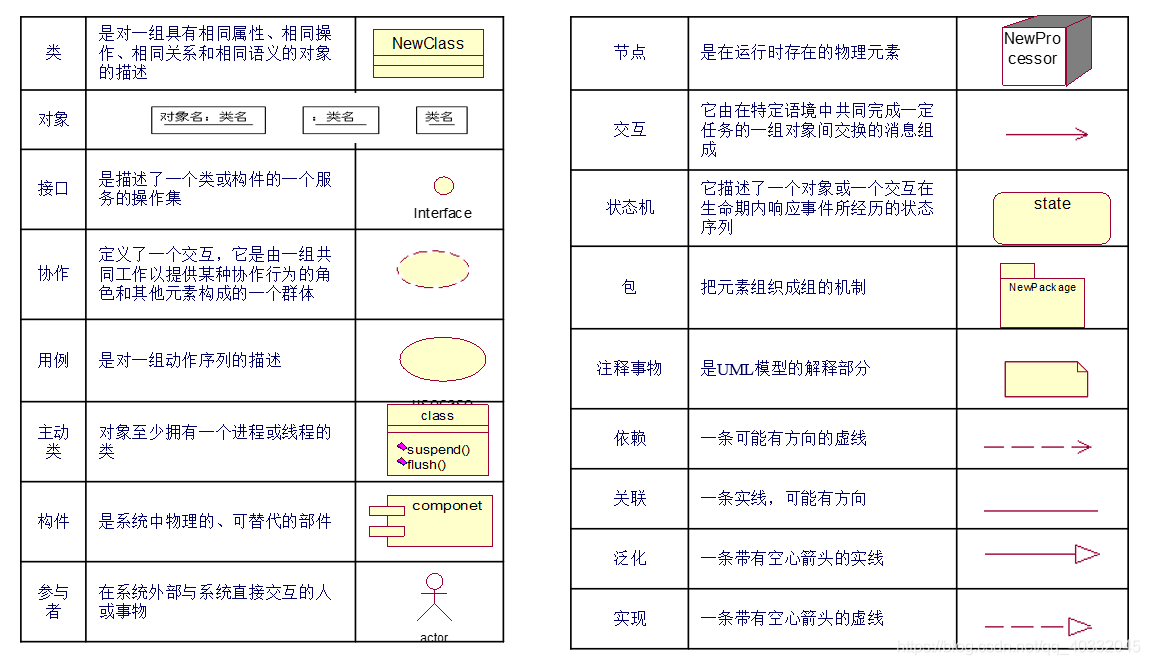 类
是对一组具有相同属性、相同操
作、相同关系和相同语义的对象
的描述
NewClass
对象
对象名：类名
：类名
类名
接口
是描述了一个类或构件的一个服
务的操作集
Interface
协作
定义了一个交互，它是由一组共
同工作以提供某种协作行为的角
色和其他元素构成的一个群体
用例
是对一组动作序列的描述
主动
类
对象至少拥有一个进程或线程的
类
class
suspend()
flush()
构件
是系统中物理的、可替代的部件
componet
参与
者
在系统外部与系统直接交互的人
或事物
actor
节点
是在运行时存在的物理元素
NewPro
cessor
交互
它由在特定语境中共同完成一定
任务的一组对象间交换的消息组
成
状态机
它描述了一个对象或一个交互在
生命期内响应事件所经历的状态
序列
state
包
把元素组织成组的机制
NewPackage
注释事物
是UML模型的解释部分
依赖
一条可能有方向的虚线
关联
一条实线，可能有方向
泛化
一条带有空心箭头的实线
实现
一条带有空心箭头的虚线